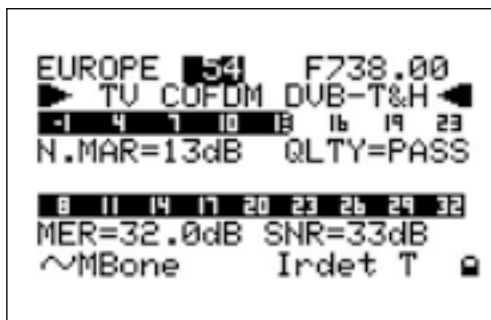 EUROPE 54 F738.00
TV COFDM DVB-T&H
-1 4 7 10 13 16 19 23
N.MAR=13dB QLTY=PASS
8 11 14 17 20 23 26 29 32
MER=32.0dB SNR=33dB
~MBone Irdet T